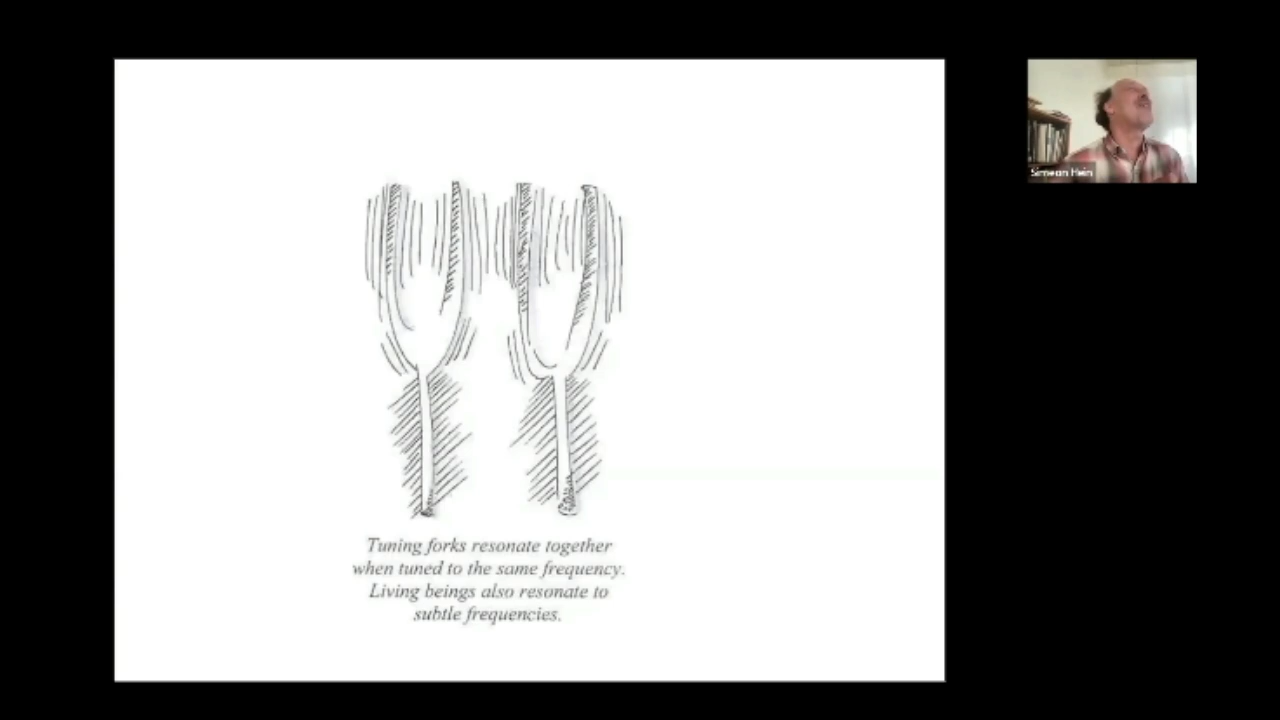 Tuning forks resonate together
when tuned to the same frequency.
Living beings also resonate to
subtle frequencies.
Simeon Hein